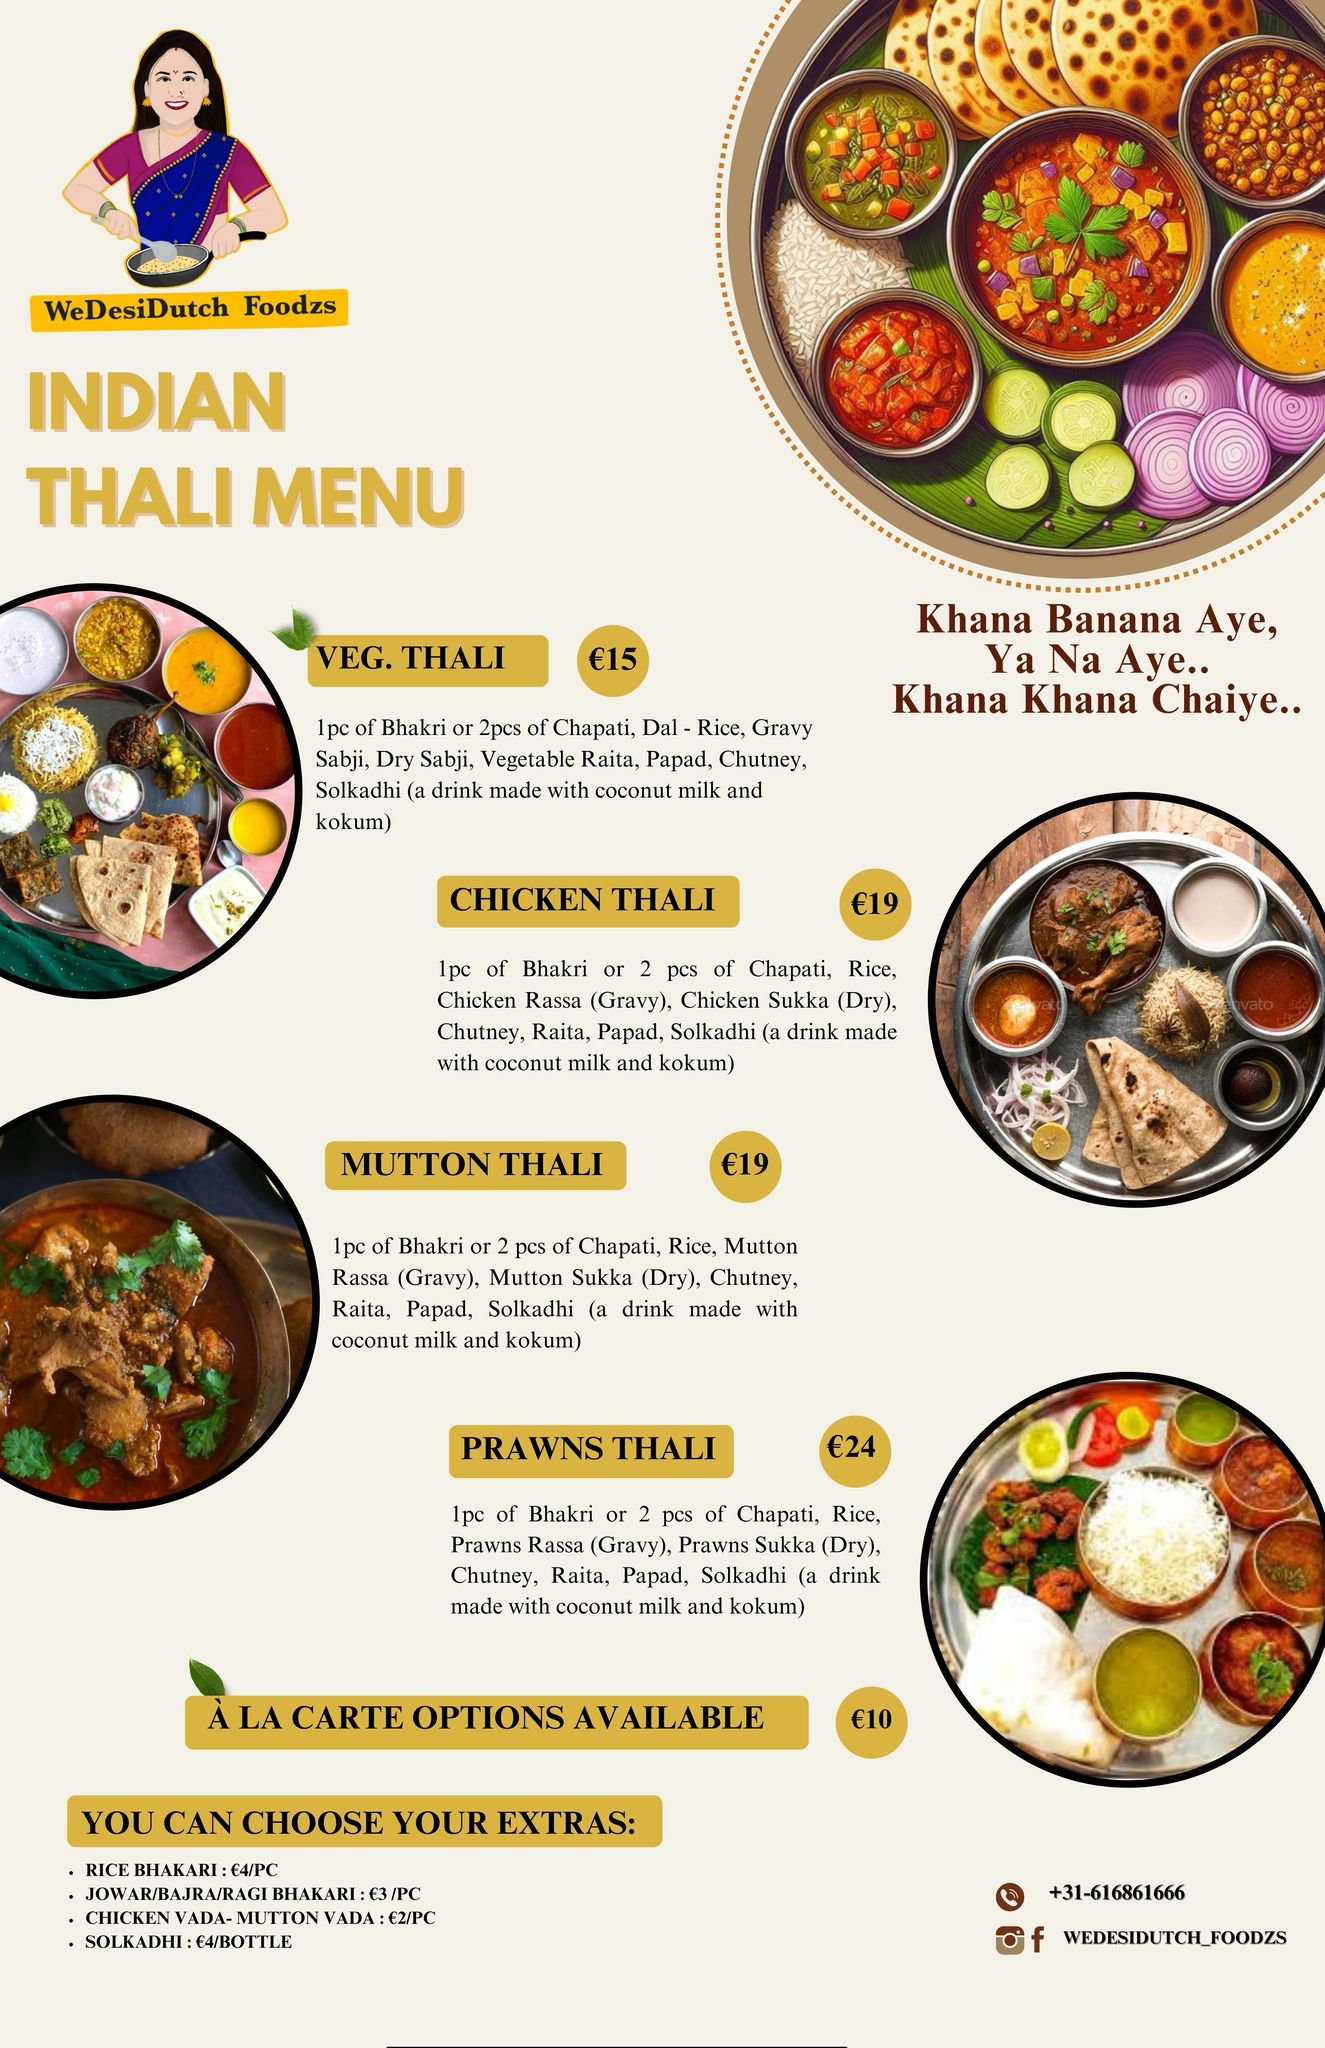 WeDesiDutch Foodzs
INDIAN
THALI MENU
Khana Banana Aye,
Ya Na Aye..
Khana Khana Chaiye..
VEG. THALI €15
1pc of Bhakri or 2pcs of Chapati, Dal - Rice, Gravy
Sabji, Dry Sabji, Vegetable Raita, Papad, Chutney,
Solkadhi (a drink made with coconut milk and
kokum)
CHICKEN THALI €19
1pc of Bhakri or 2 pcs of Chapati, Rice,
Chicken Rassa (Gravy), Chicken Sukka (Dry),
Chutney, Raita, Papad, Solkadhi (a drink made
with coconut milk and kokum)
MUTTON THALI €19
1pc of Bhakri or 2 pcs of Chapati, Rice, Mutton
Rassa (Gravy), Mutton Sukka (Dry), Chutney,
Raita, Papad, Solkadhi (a drink made with
coconut milk and kokum)
PRAWNS THALI €24
1pc of Bhakri or 2 pcs of Chapati, Rice,
Prawns Rassa (Gravy), Prawns Sukka (Dry),
Chutney, Raita, Papad, Solkadhi (a drink
made with coconut milk and kokum)
À LA CARTE OPTIONS AVAILABLE €10
YOU CAN CHOOSE YOUR EXTRAS:
• RICE BHAKARI : €4/PC
• JOWAR/BAJRA/RAGI BHAKARI : €3 /PC
• CHICKEN VADA- MUTTON VADA : €2/PC
• SOLKADHI : €4/BOTTLE
+31-616861666
WEDESIDUTCH_FOODZS